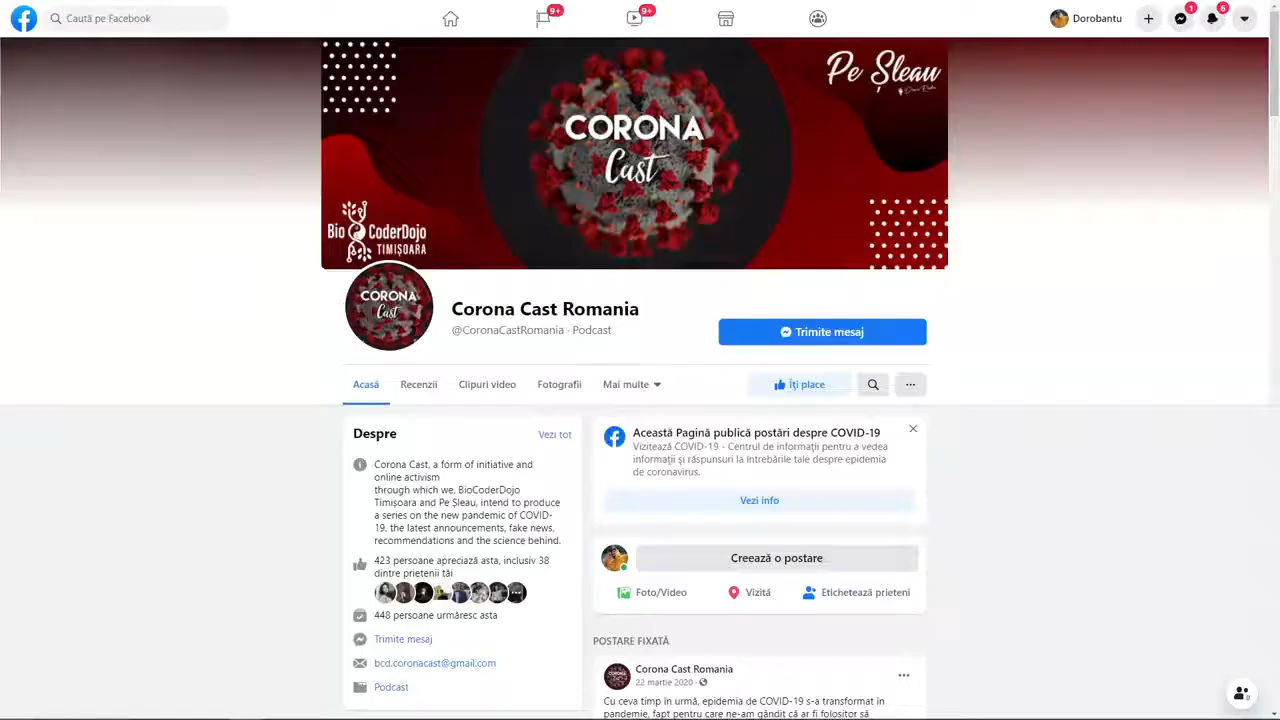 Caută pe Facebook
9+
9+
Dorobantu
1
6
Pe Șleau
CORONA
Cast
Bio CoderDojo
TIMIȘOARA
CORONA
Cast
Corona Cast Romania
@CoronaCastRomania · Podcast
Trimite mesaj
Acasă
Recenzii
Clipuri video
Fotografii
Mai multe
Îți place
Despre
Vezi tot
Corona Cast, a form of initiative and
online activism
through which we, BioCoderDojo
Timișoara and Pe Șleau, intend to produce
a series on the new pandemic of COVID-
19, the latest announcements, fake news,
recommendations and the science behind.
423 persoane apreciază asta, inclusiv 38
dintre prietenii tăi
448 persoane urmăresc asta
Trimite mesaj
bcd.coronacast@gmail.com
Podcast
Această Pagină publică postări despre COVID-19
Vizitează COVID-19 - Centrul de informații pentru a vedea
informații și răspunsuri la întrebările tale despre epidemia
de coronavirus.
Vezi info
Creează o postare
Foto/Video
Vizită
Etichetează prieteni
POSTARE FIXATĂ
Corona Cast Romania
22 martie 2020 ·
Cu ceva timp în urmă, epidemia de COVID-19 s-a transformat în
pandemie, fapt pentru care ne-am gândit că ar fi folositor să